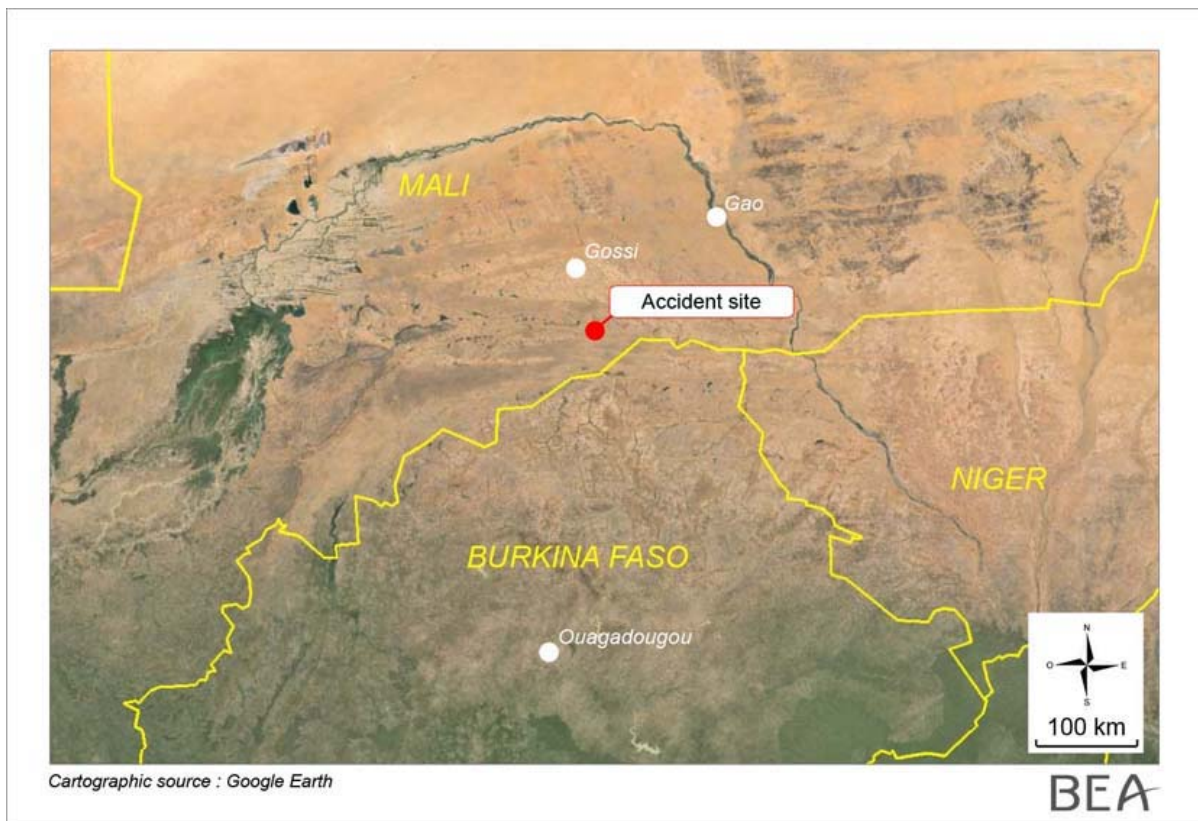 MALI
Gao
Gossi
Accident site
NIGER
BURKINA FASO
Ouagadougou
N
O E
S
100 km
Cartographic source : Google Earth
BEA